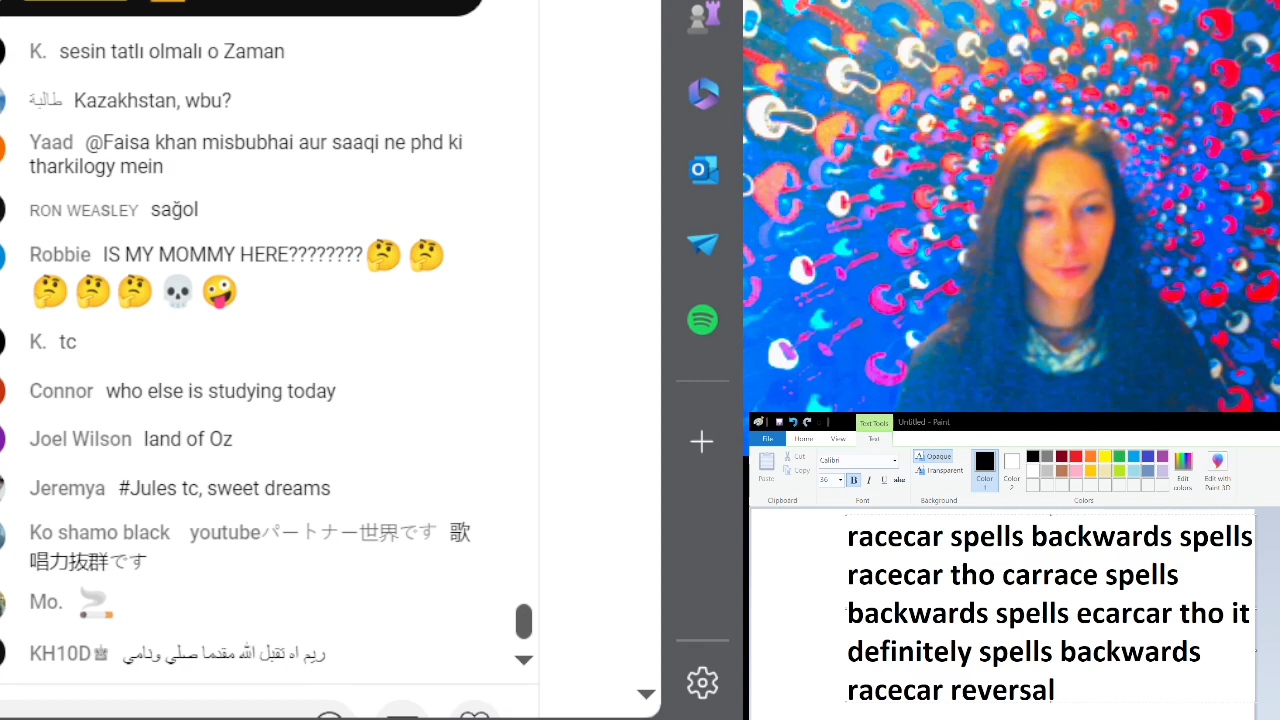 K. sesin tatlı olmalı o Zaman
طالبة Kazakhstan, wbu?
Yaad @Faisa khan misbubhai aur saaqi ne phd ki
tharkilogy mein
RON WEASLEY sağol
Robbie IS MY MOMMY HERE????????🤔 🤔
🤔 🤔 🤔 💀 🤪
K. tc
Connor who else is studying today
Joel Wilson land of Oz
Jeremya #Jules tc, sweet dreams
Ko shamo black youtubeパートナー世界です 歌
唱力抜群です
Mo. 🚬
KH10D♕ ريم اه تقبل الله مقدما صلي ونامي
Text Tools
Untitled - Paint
File Home View Text
Paste
Cut
Copy
Clipboard
Calibri
36 B I U abc
Font
Opaque
Transparent
Background
Color
1
Color
2
Edit
colors
Edit with
Paint 3D
Colors
racecar spells backwards spells
racecar tho carrace spells
backwards spells ecarcar tho it
definitely spells backwards
racecar reversal